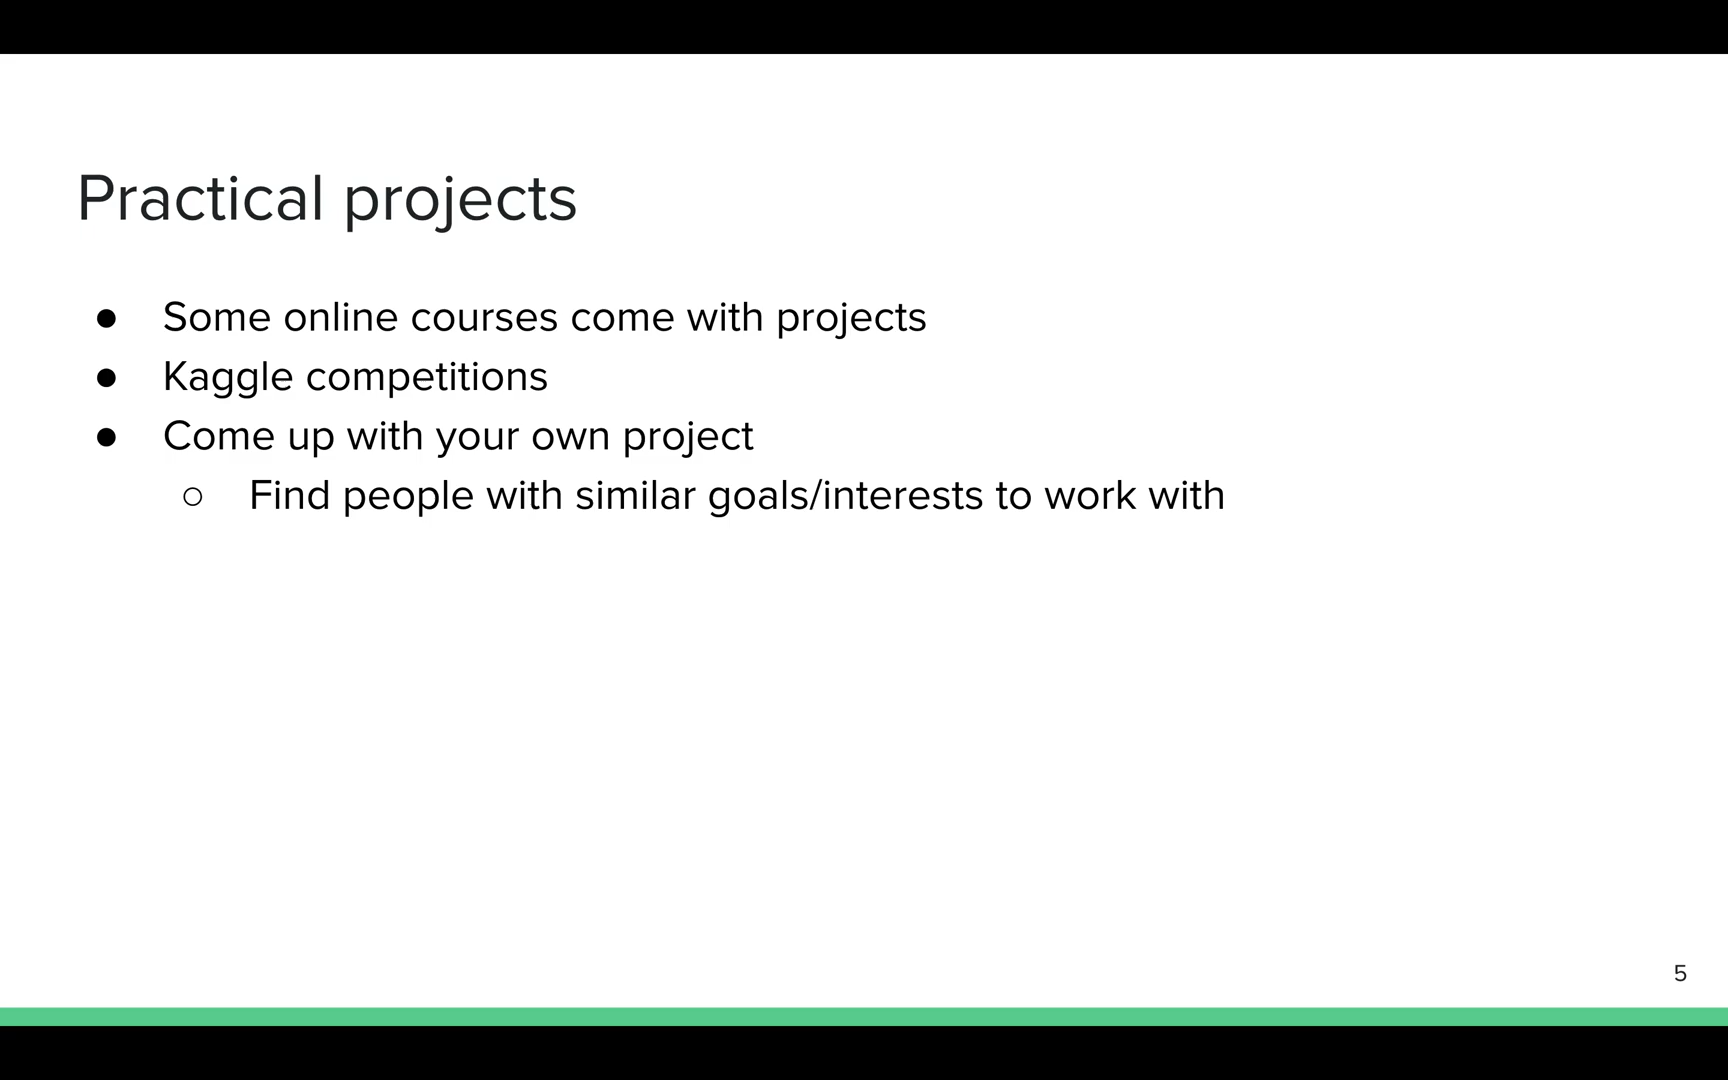 Practical projects
● Some online courses come with projects
● Kaggle competitions
● Come up with your own project
○ Find people with similar goals/interests to work with
5